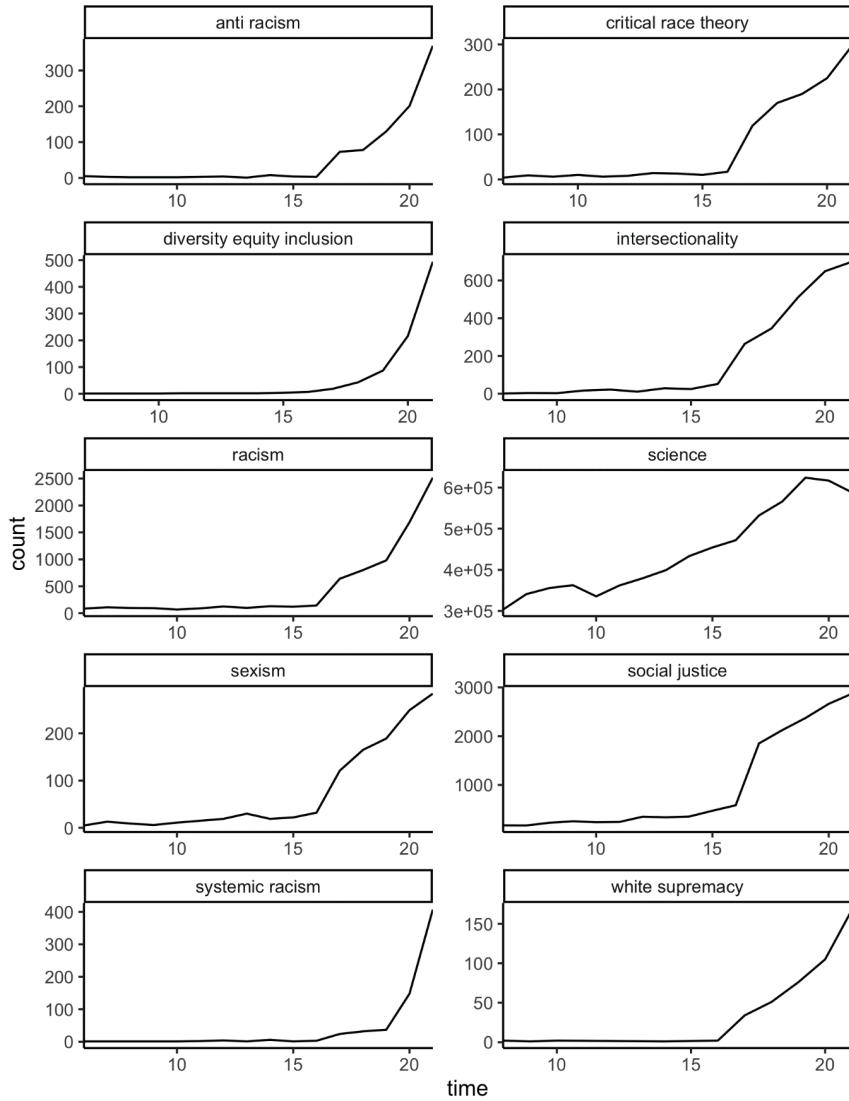 anti racism
300
200
100
0
10 15 20
critical race theory
300
200
100
0
10 15 20
diversity equity inclusion
500
400
300
200
100
0
10 15 20
intersectionality
600
400
200
0
10 15 20
racism
2500
2000
1500
1000
500
0
10 15 20
science
6e+05
5e+05
4e+05
3e+05
10 15 20
count
sexism
200
100
0
10 15 20
social justice
3000
2000
1000
10 15 20
systemic racism
400
300
200
100
0
10 15 20
white supremacy
150
100
50
0
10 15 20
time